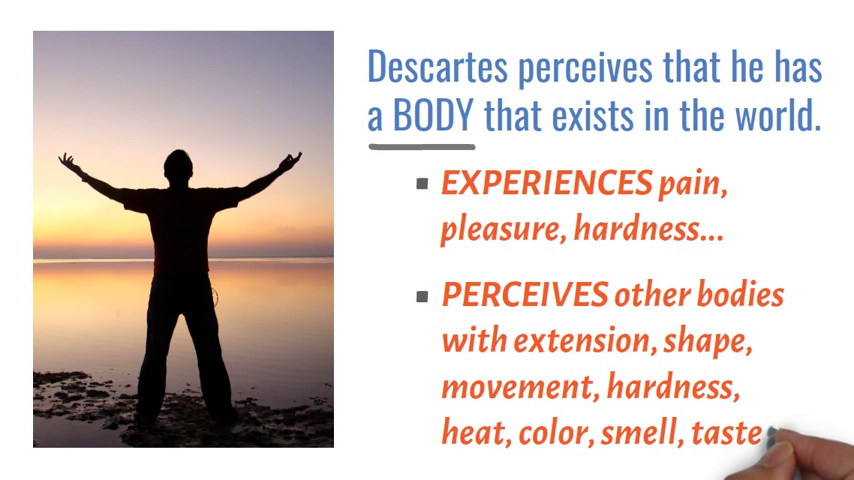 Descartes perceives that he has
a BODY that exists in the world.
EXPERIENCES pain,
pleasure, hardness...
PERCEIVES other bodies
with extension, shape,
movement, hardness,
heat, color, smell, taste